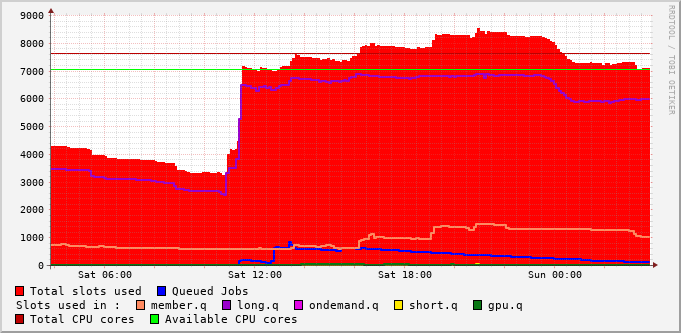 9000
8000
7000
6000
5000
4000
3000
2000
1000
0
Sat 06:00 Sat 12:00 Sat 18:00 Sun 00:00
RRDTOOL / TOBI OETIKER
Total slots used Queued Jobs
Slots used in : member.q long.q ondemand.q short.q gpu.q
Total CPU cores Available CPU cores